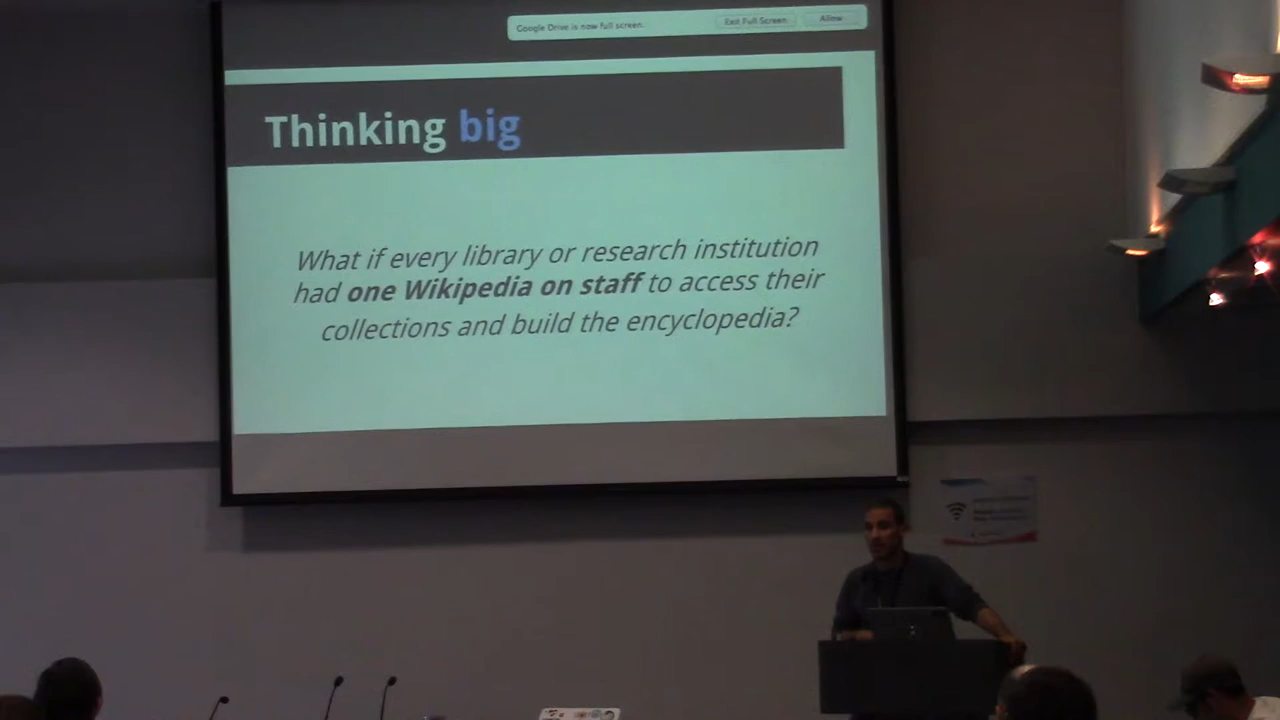 Google Drive is now full screen.
Exit Full Screen
Allow
Thinking big
What if every library or research institution
had one Wikipedia on staff to access their
collections and build the encyclopedia?